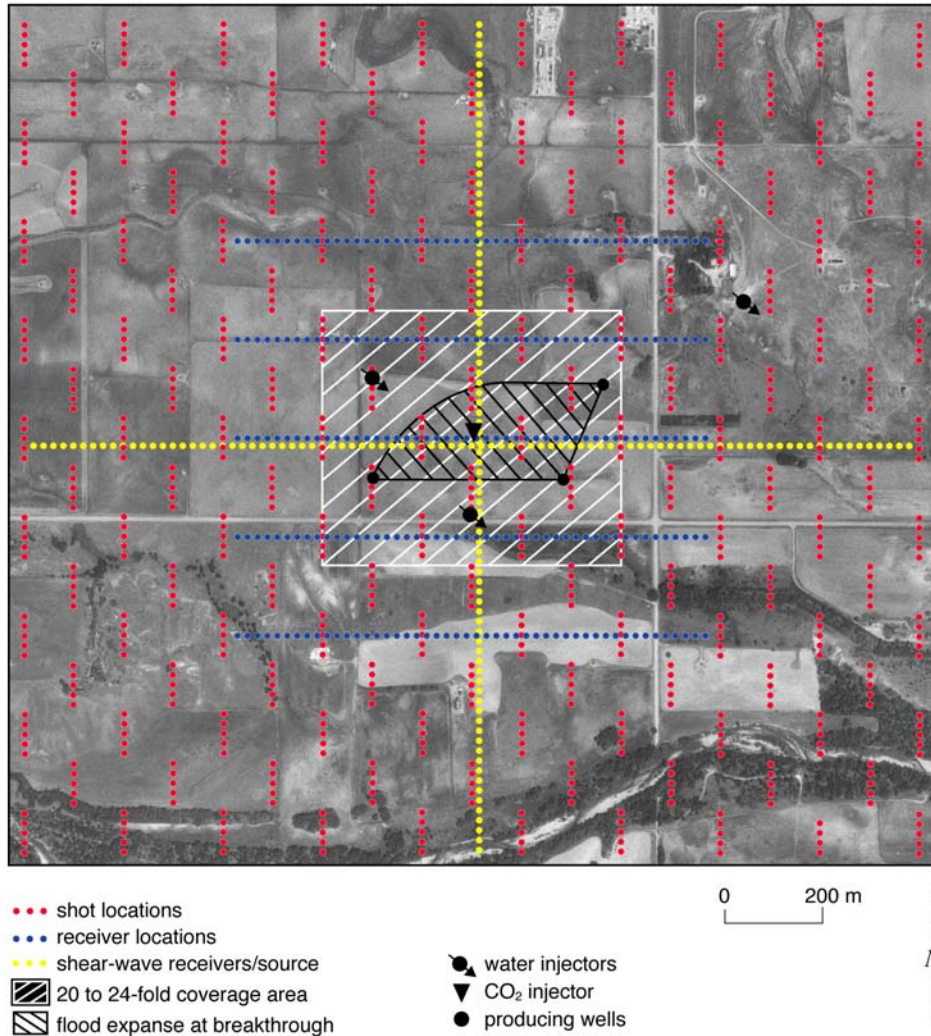 0 200 m
shot locations
receiver locations
shear-wave receivers/source
20 to 24-fold coverage area
flood expanse at breakthrough
water injectors
CO₂ injector
producing wells